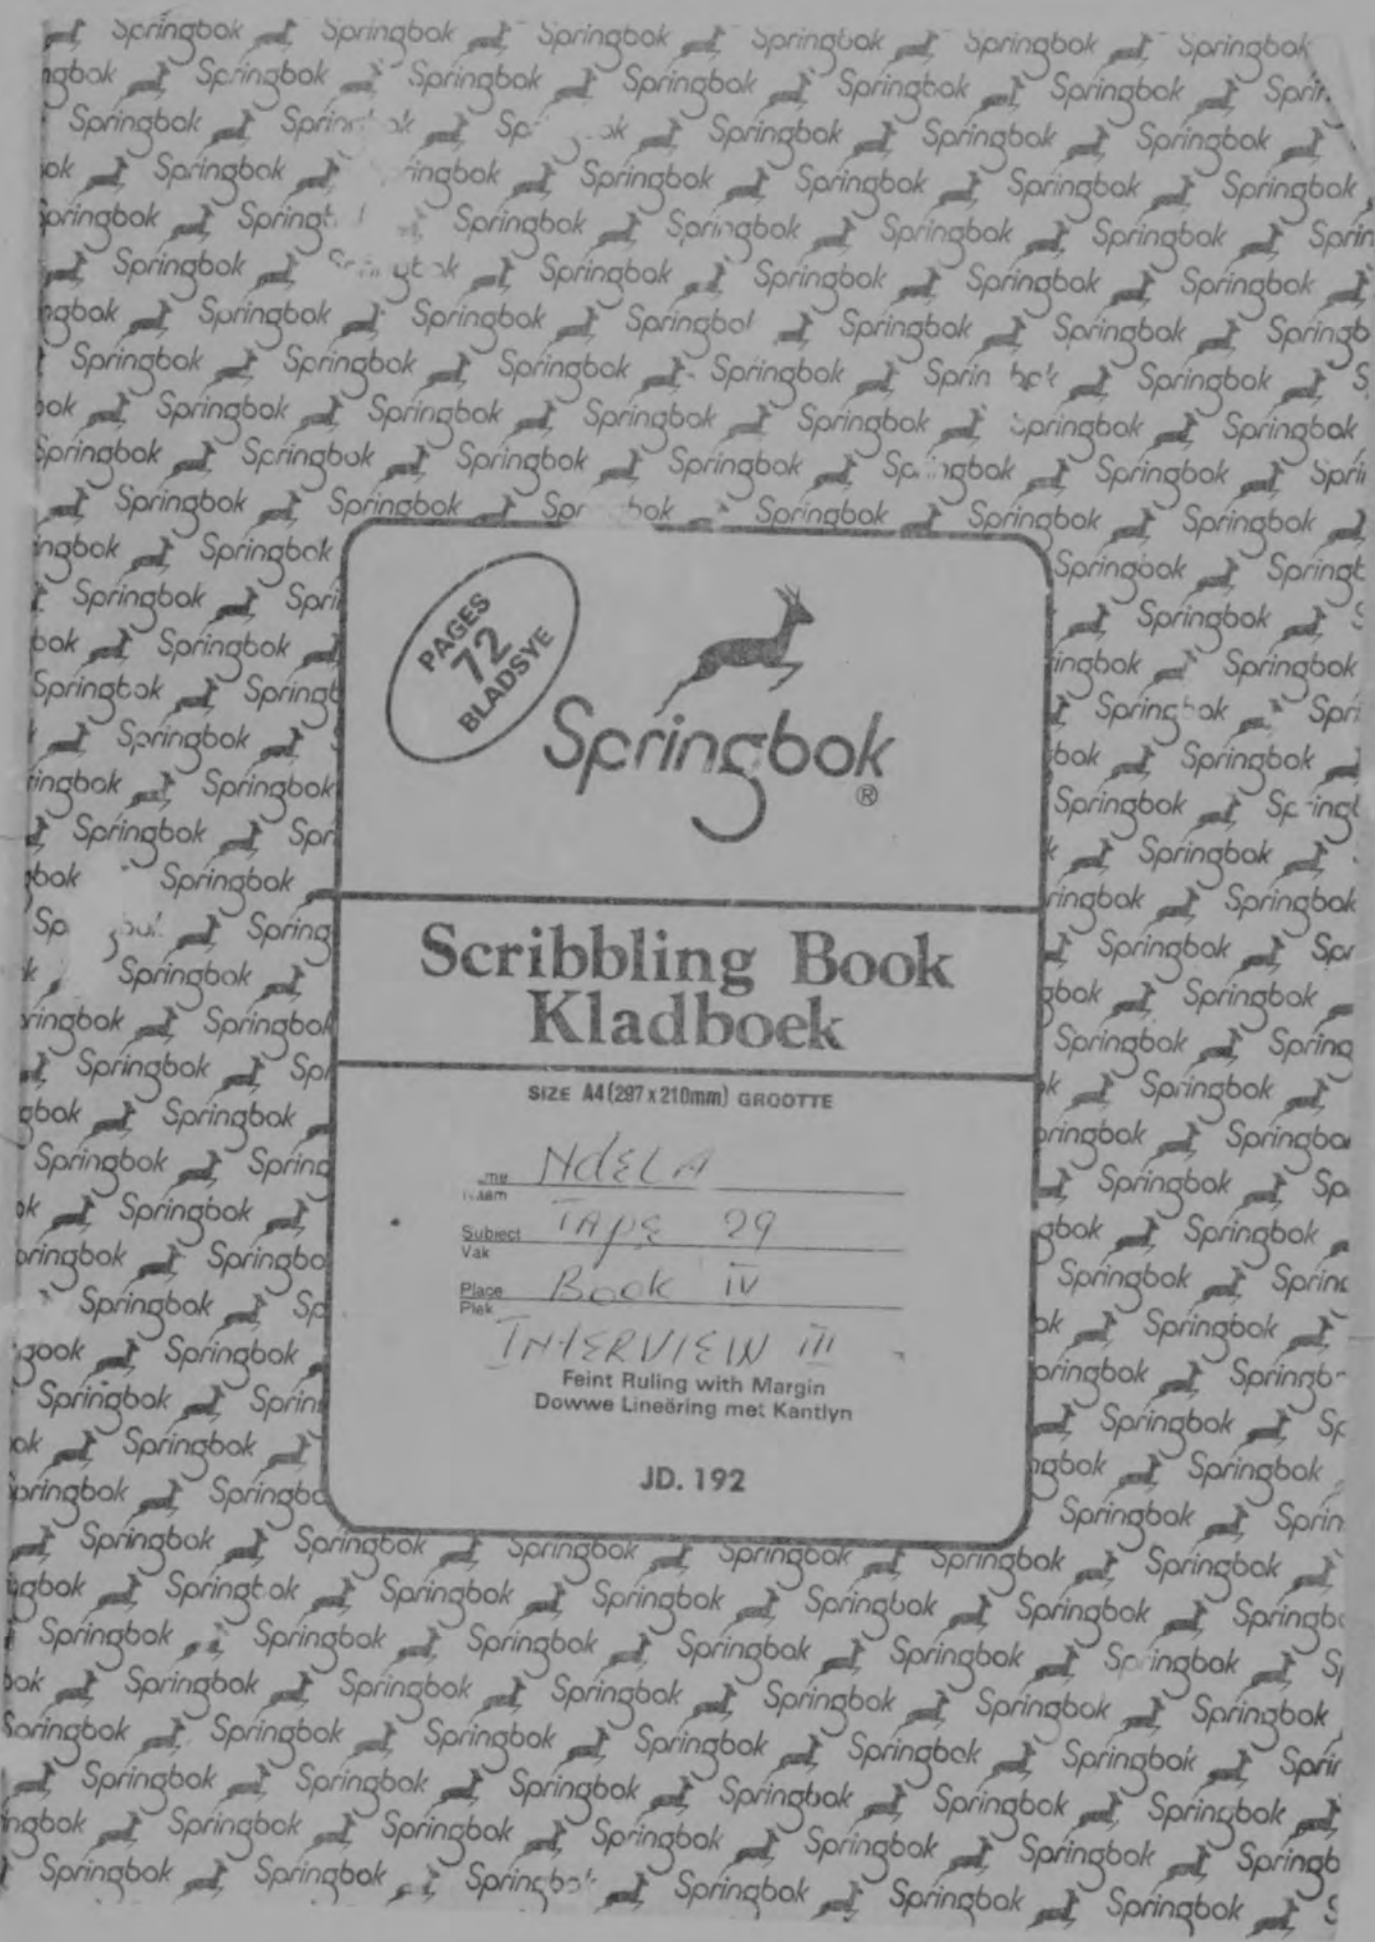 PAGES
72
BLADSYE
Springbok
®
Scribbling Book
Kladboek
SIZE A4 (297 x 210mm) GROOTTE
NdELA
Subject Tape 29
Vak
Place Book IV
Plek
INTERVIEW III
Feint Ruling with Margin
Dowwe Lineëring met Kantlyn
JD. 192